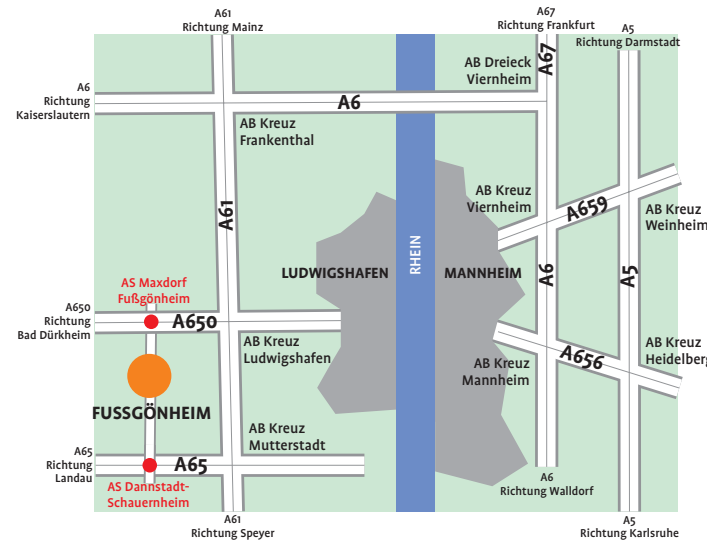 A61
Richtung Mainz
A67
Richtung Frankfurt
A5
Richtung Darmstadt
A6
Richtung
Kaiserslautern
AB Dreieck
Viernheim
A67
A6
AB Kreuz
Frankenthal
A61
AB Kreuz
Viernheim
A659
AB Kreuz
Weinheim
RHEIN
LUDWIGSHAFEN
MANNHEIM
A6
A5
AS Maxdorf
Fußgönheim
A650
Richtung
Bad Dürkheim
A650
AB Kreuz
Ludwigshafen
AB Kreuz
Mannheim
A656
AB Kreuz
Heidelberg
FUSSGÖNHEIM
AB Kreuz
Mutterstadt
A65
Richtung
Landau
A65
AS Dannstadt-
Schauernheim
A6
Richtung Walldorf
A61
Richtung Speyer
A5
Richtung Karlsruhe